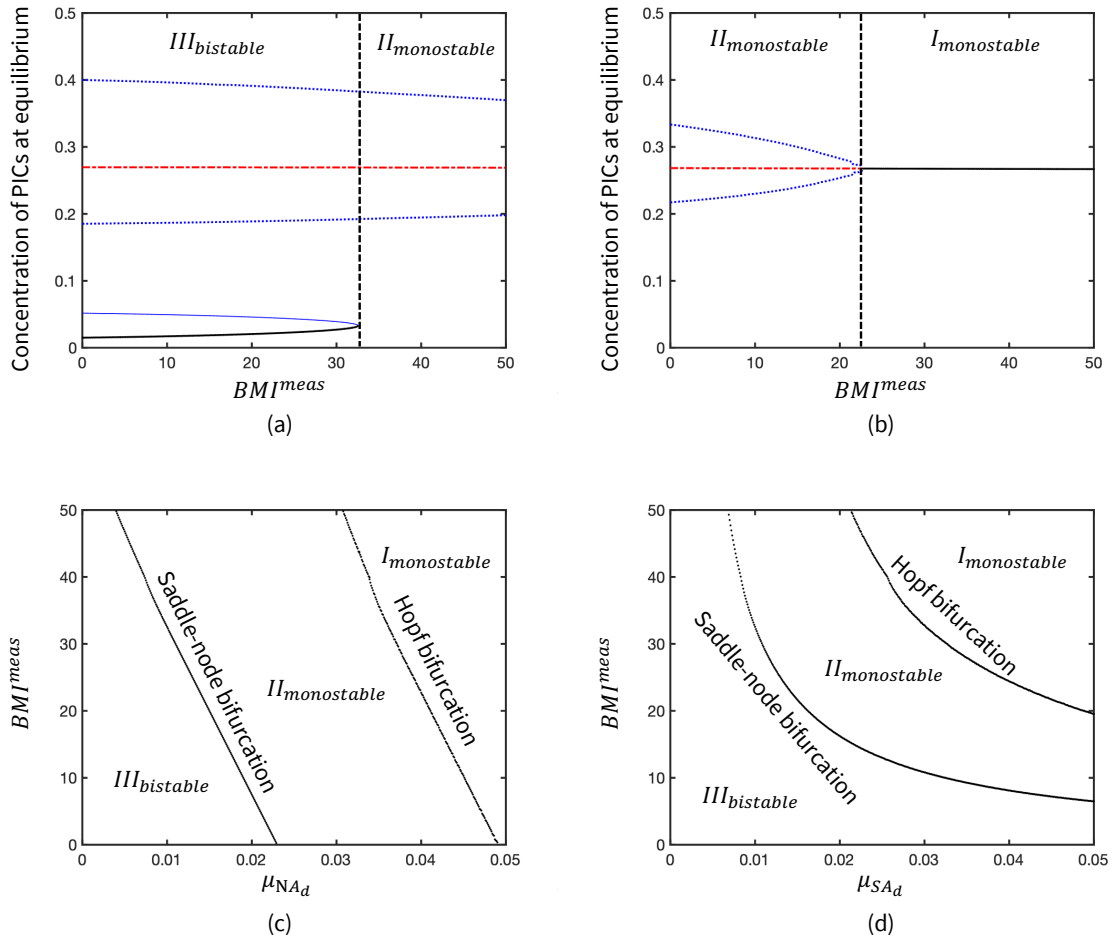 Concentration of PICs at equilibrium
0.5
0.4
0.3
0.2
0.1
0
III_bistable
II_monostable
0 10 20 30 40 50
BMI^meas
(a)
Concentration of PICs at equilibrium
0.5
0.4
0.3
0.2
0.1
0
II_monostable
I_monostable
0 10 20 30 40 50
BMI^meas
(b)
BMI^meas
50
40
30
20
10
0
I_monostable
Saddle-node bifurcation
Hopf bifurcation
II_monostable
III_bistable
0 0.01 0.02 0.03 0.04 0.05
μ_NA_d
(c)
BMI^meas
50
40
30
20
10
0
I_monostable
Hopf bifurcation
Saddle-node bifurcation
II_monostable
III_bistable
0 0.01 0.02 0.03 0.04 0.05
μ_SA_d
(d)